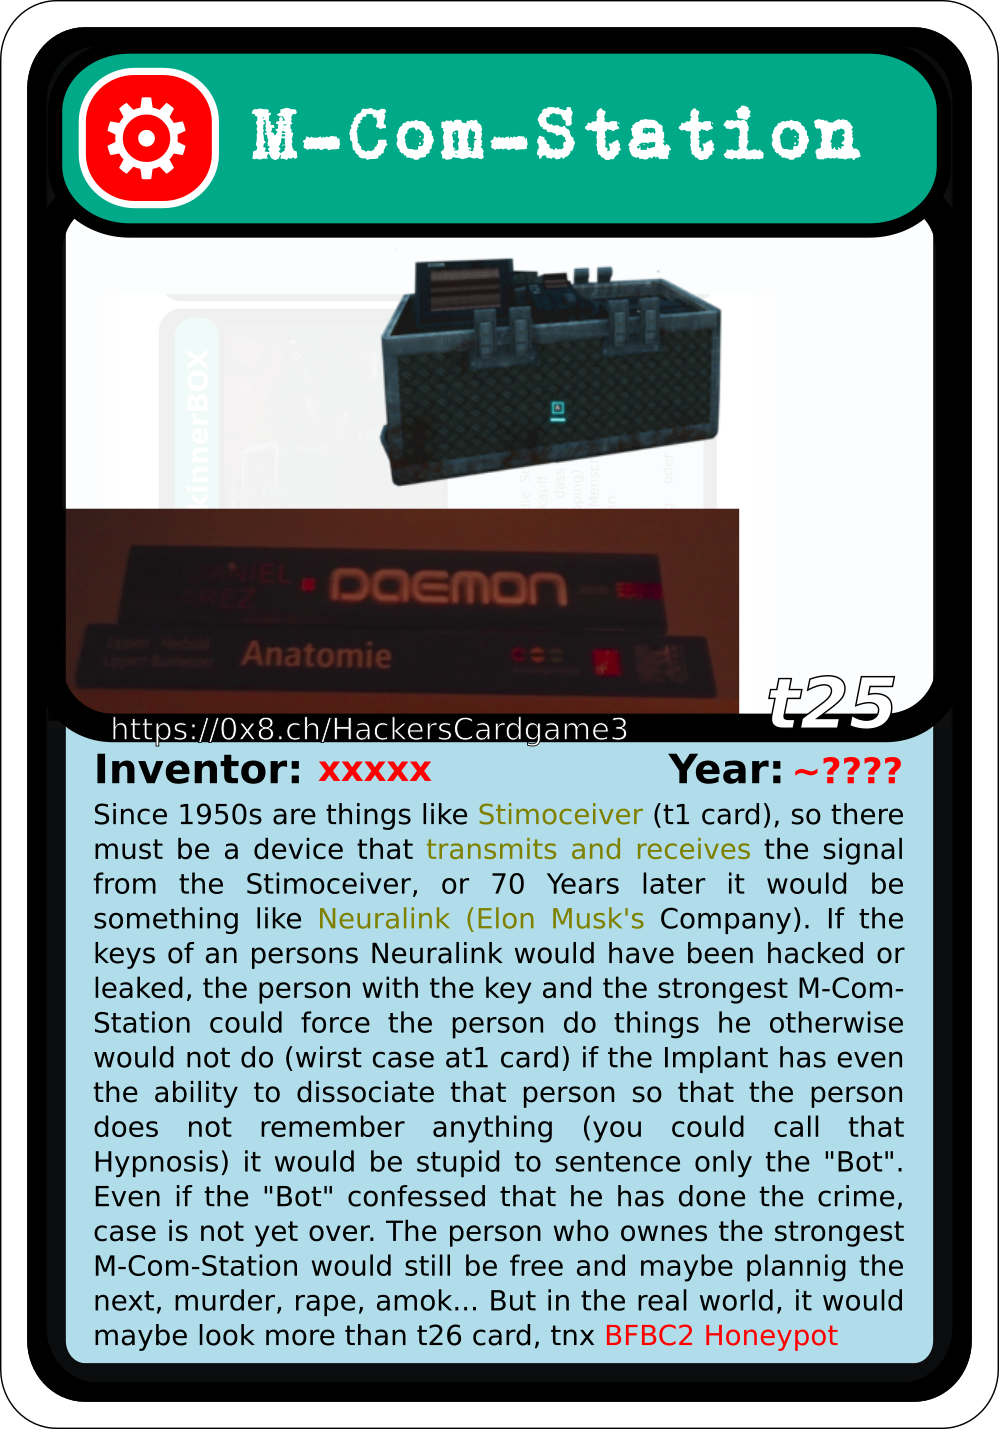 M-Com-Station
kinnerBOX
DANIEL
DAEMON
Lippert Herbold
Lippert-Burmester
Anatomie
t25
https://0x8.ch/HackersCardgame3
Inventor: xxxxx Year: ~????
Since 1950s are things like Stimoceiver (t1 card), so there
must be a device that transmits and receives the signal
from the Stimoceiver, or 70 Years later it would be
something like Neuralink (Elon Musk's Company). If the
keys of an persons Neuralink would have been hacked or
leaked, the person with the key and the strongest M-Com-
Station could force the person do things he otherwise
would not do (wirst case at1 card) if the Implant has even
the ability to dissociate that person so that the person
does not remember anything (you could call that
Hypnosis) it would be stupid to sentence only the "Bot".
Even if the "Bot" confessed that he has done the crime,
case is not yet over. The person who ownes the strongest
M-Com-Station would still be free and maybe plannig the
next, murder, rape, amok... But in the real world, it would
maybe look more than t26 card, tnx BFBC2 Honeypot